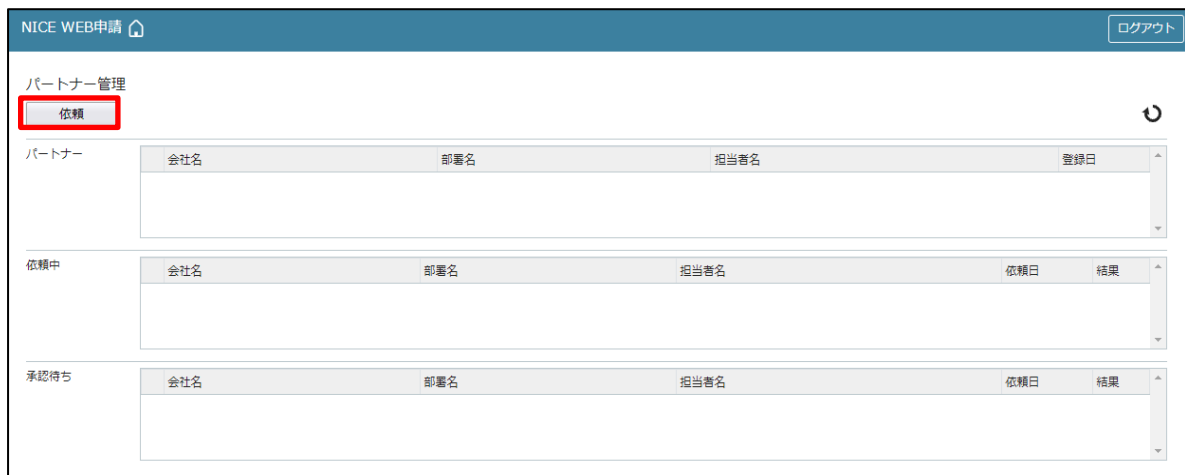 NICE WEB申請 ログアウト
パートナー管理
依頼
パートナー 会社名 部署名 担当者名 登録日
依頼中 会社名 部署名 担当者名 依頼日 結果
承認待ち 会社名 部署名 担当者名 依頼日 結果